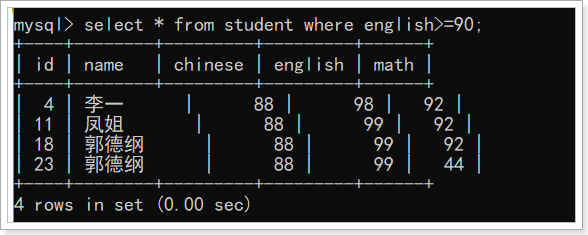 mysql> select * from student where english>=90;
+----+--------+---------+---------+------+
| id | name | chinese | english | math |
+----+--------+---------+---------+------+
| 4 | 李一 | 88 | 98 | 92 |
| 11 | 凤姐 | 88 | 99 | 92 |
| 18 | 郭德纲 | 88 | 99 | 92 |
| 23 | 郭德纲 | 88 | 99 | 44 |
+----+--------+---------+---------+------+
4 rows in set (0.00 sec)